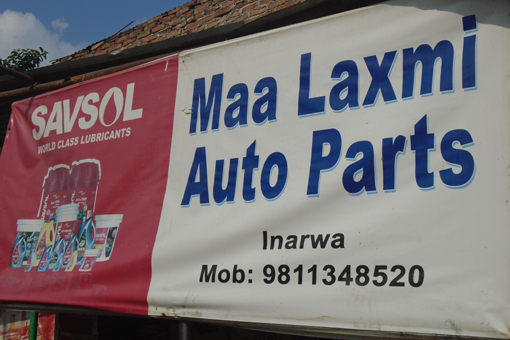 SAVSOL
WORLD CLASS LUBRICANTS
Maa Laxmi
Auto Parts
Inarwa
Mob: 9811348520